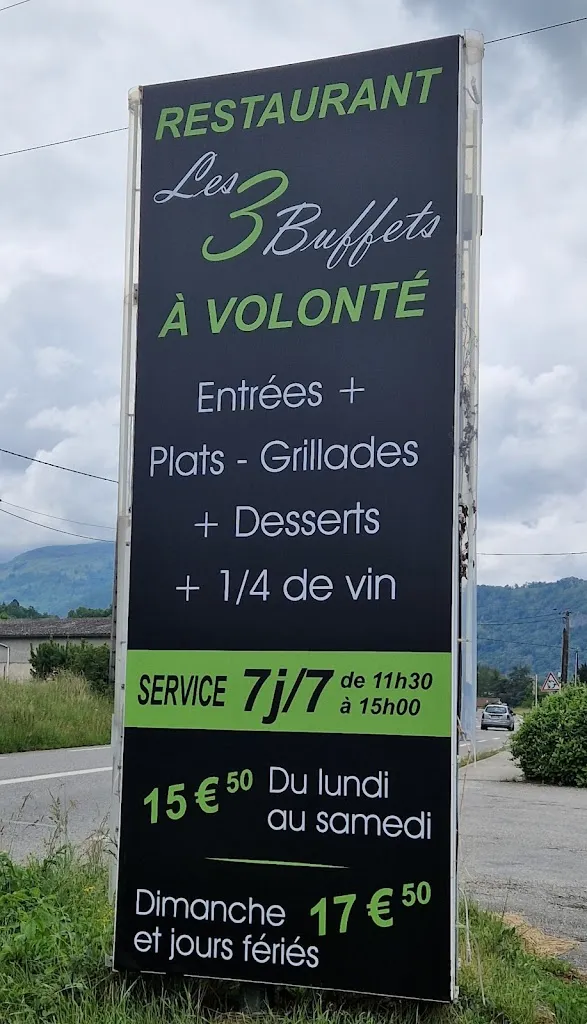 RESTAURANT
Les 3 Buffets
À VOLONTÉ
Entrées +
Plats - Grillades
+ Desserts
+ 1/4 de vin
SERVICE 7j/7 de 11h30
à 15h00
15 €50 Du lundi
au samedi
Dimanche 17 €50
et jours fériés